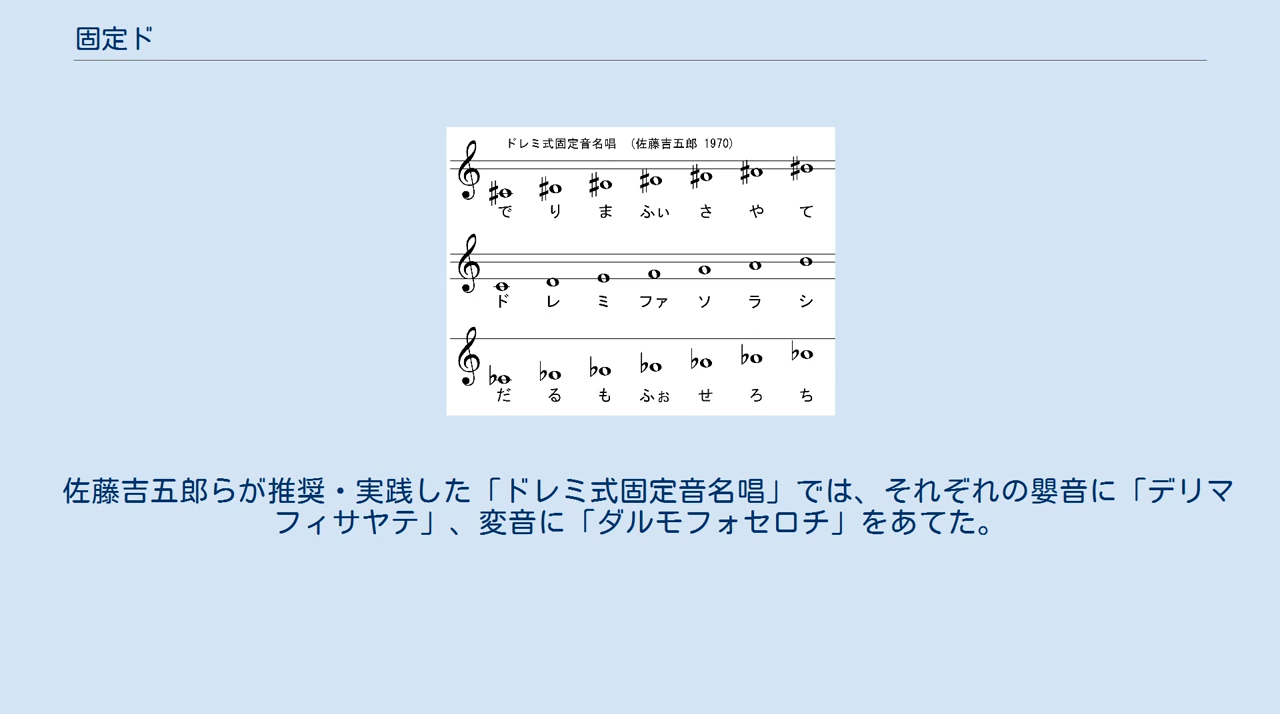 固定ド
ドレミ式固定音名唱 (佐藤吉五郎 1970)
で り ま ふぃ さ や て
ド レ ミ ファ ソ ラ シ
だ る も ふぉ せ ろ ち
佐藤吉五郎らが推奨・実践した「ドレミ式固定音名唱」では、それぞれの嬰音に「デリマ
フィサヤテ」、変音に「ダルモフォセロチ」をあてた。